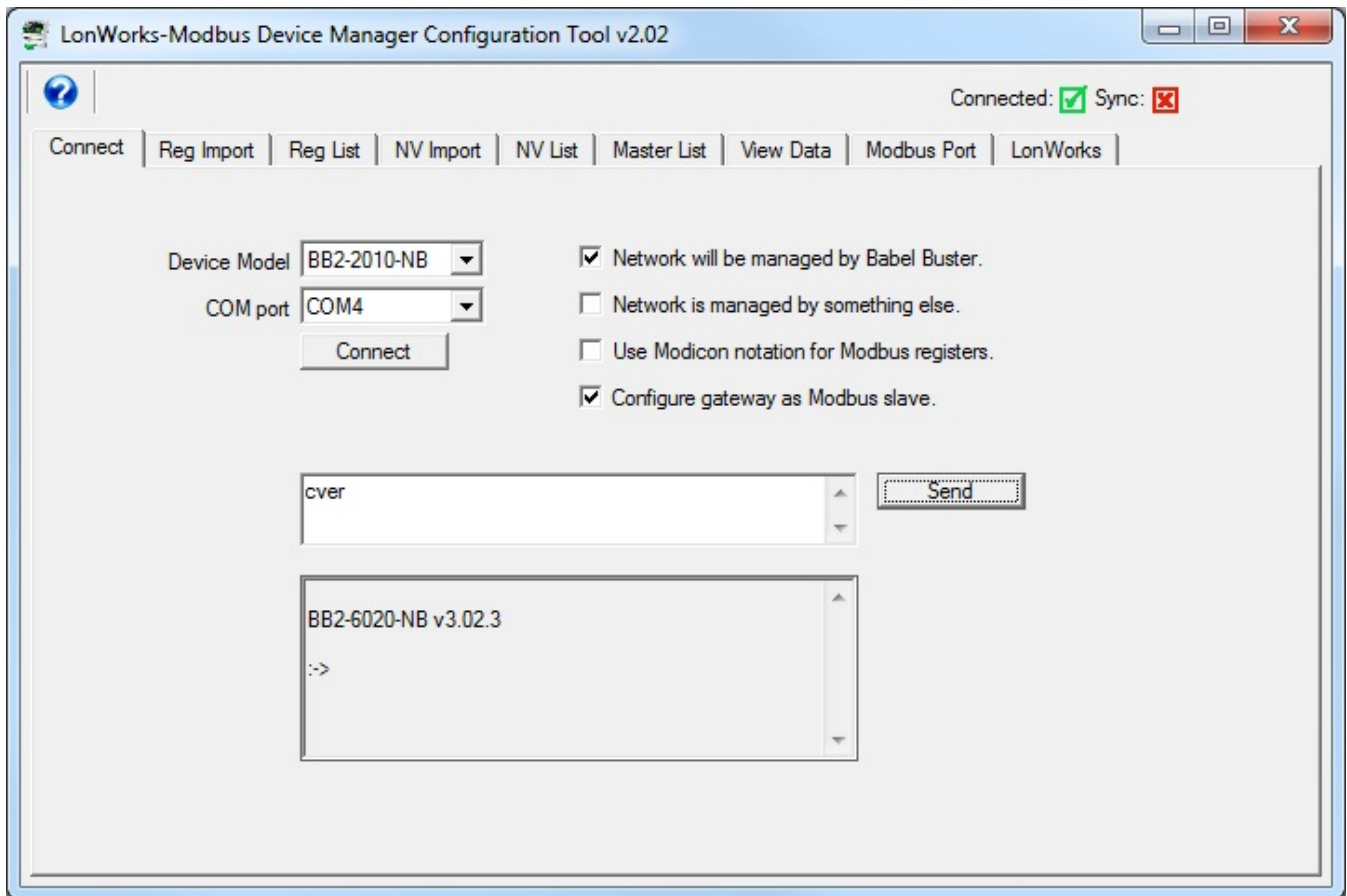 LonWorks-Modbus Device Manager Configuration Tool v2.02
Connected: Sync:
Connect Reg Import Reg List NV Import NV List Master List View Data Modbus Port LonWorks
Device Model BB2-2010-NB Network will be managed by Babel Buster.
COM port COM4 Network is managed by something else.
Connect Use Modicon notation for Modbus registers.
Configure gateway as Modbus slave.
cver Send
BB2-6020-NB v3.02.3
:->